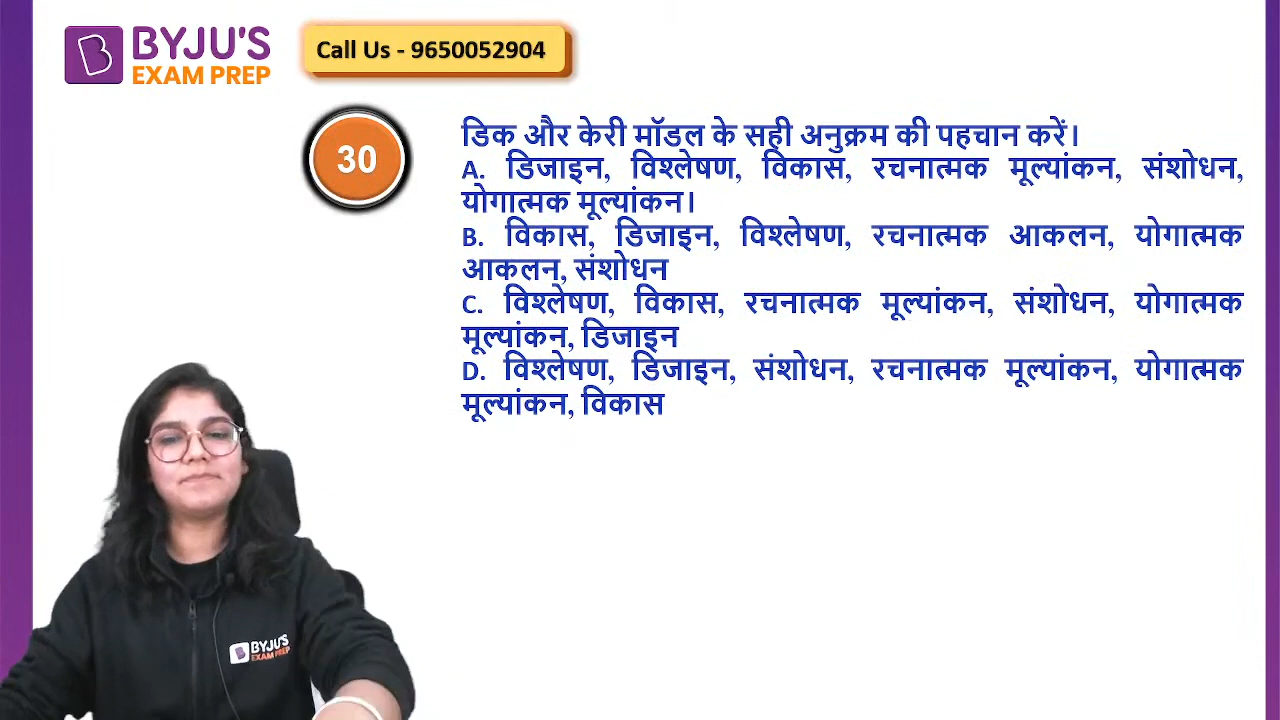 BYJU'S
EXAM PREP
Call Us - 9650052904
30
डिक और केरी मॉडल के सही अनुक्रम की पहचान करें।
A. डिजाइन, विश्लेषण, विकास, रचनात्मक मूल्यांकन, संशोधन,
योगात्मक मूल्यांकन।
B. विकास, डिजाइन, विश्लेषण, रचनात्मक आकलन, योगात्मक
आकलन, संशोधन
C. विश्लेषण, विकास, रचनात्मक मूल्यांकन, संशोधन, योगात्मक
मूल्यांकन, डिजाइन
D. विश्लेषण, डिजाइन, संशोधन, रचनात्मक मूल्यांकन, योगात्मक
मूल्यांकन, विकास
BYJU'S
EXAM PREP